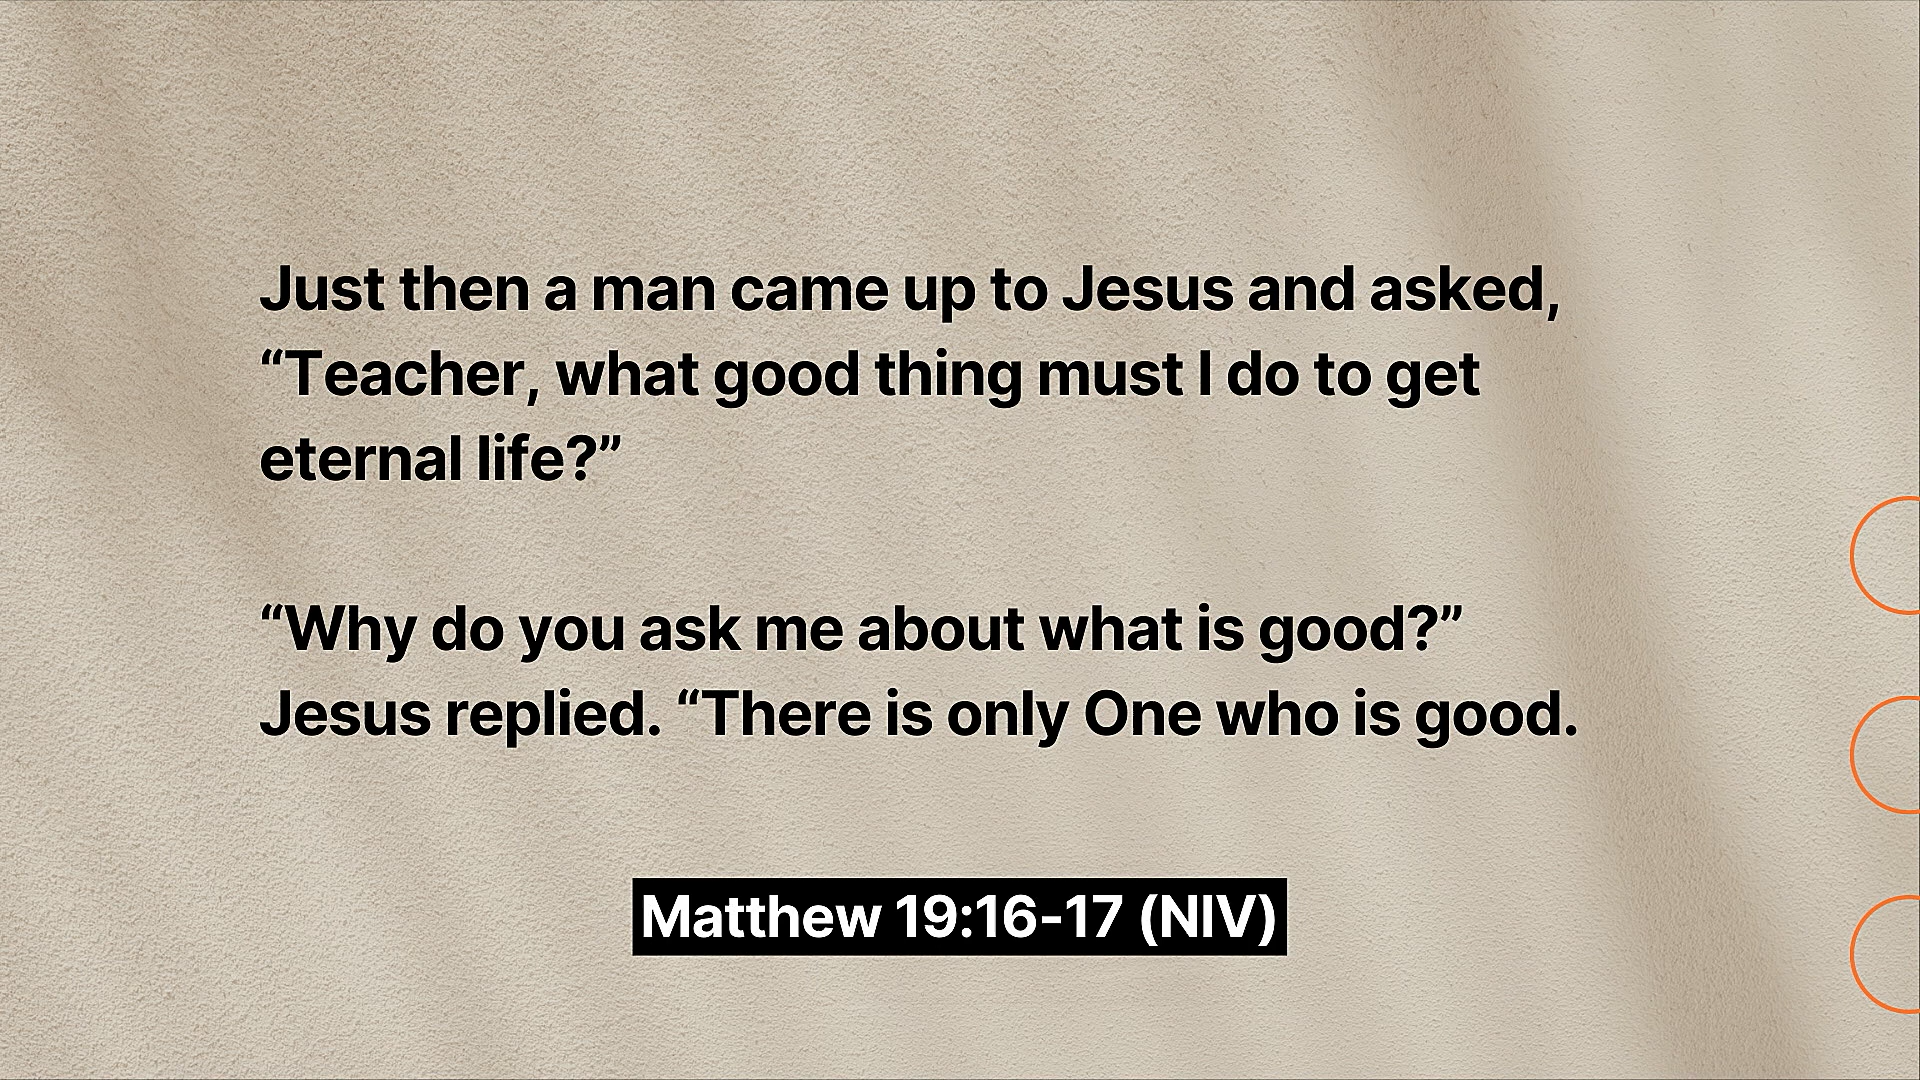 Just then a man came up to Jesus and asked,
“Teacher, what good thing must I do to get
eternal life?”
“Why do you ask me about what is good?”
Jesus replied. “There is only One who is good.
Matthew 19:16-17 (NIV)